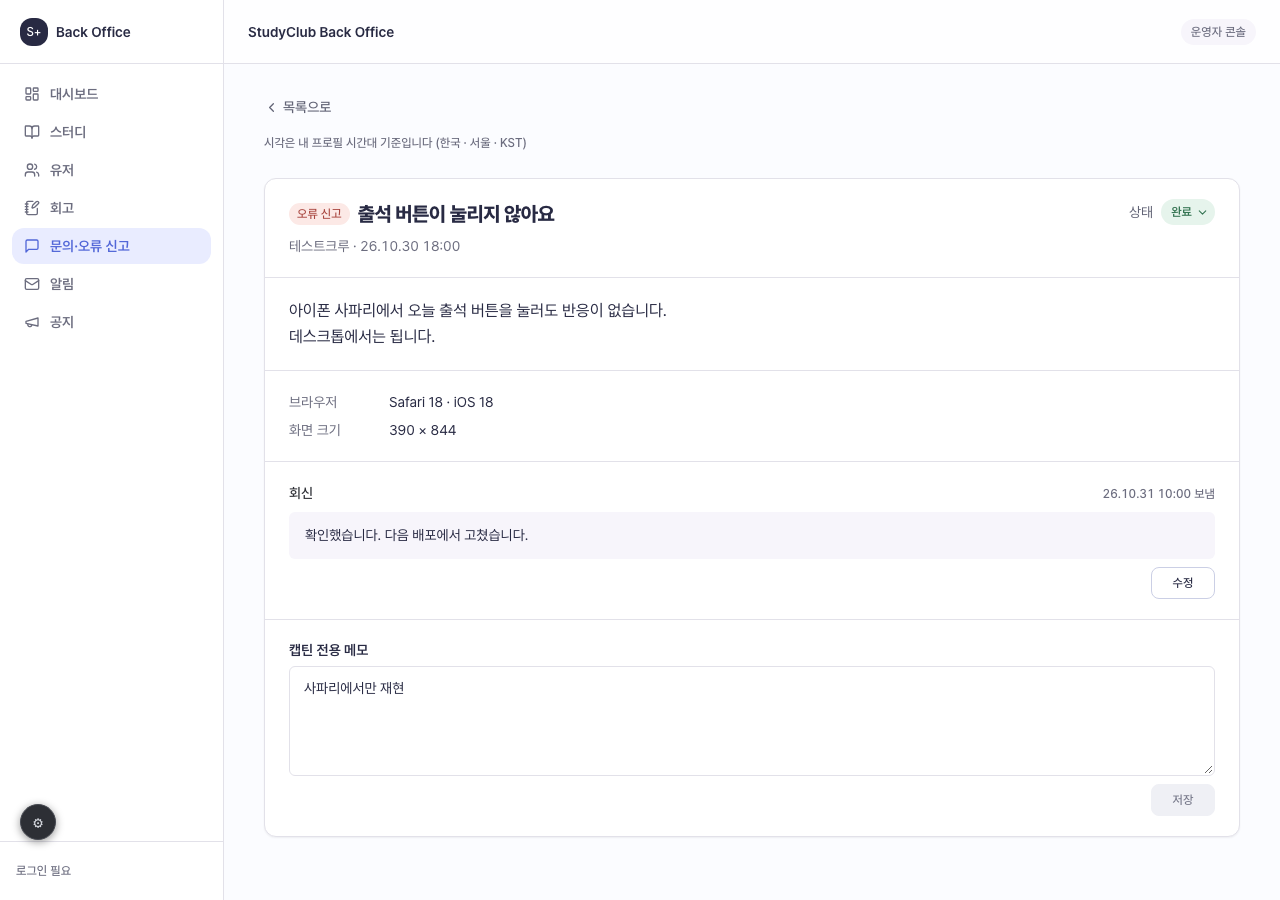 S+ Back Office
StudyClub Back Office
운영자 콘솔
대시보드
스터디
유저
회고
문의·오류 신고
알림
공지
로그인 필요
목록으로
시각은 내 프로필 시간대 기준입니다 (한국 · 서울 · KST)
오류 신고 출석 버튼이 눌리지 않아요
상태 완료
테스트크루 · 26.10.30 18:00
아이폰 사파리에서 오늘 출석 버튼을 눌러도 반응이 없습니다.
데스크톱에서는 됩니다.
브라우저 Safari 18 · iOS 18
화면 크기 390 × 844
회신 26.10.31 10:00 보냄
확인했습니다. 다음 배포에서 고쳤습니다.
수정
캡틴 전용 메모
사파리에서만 재현
저장